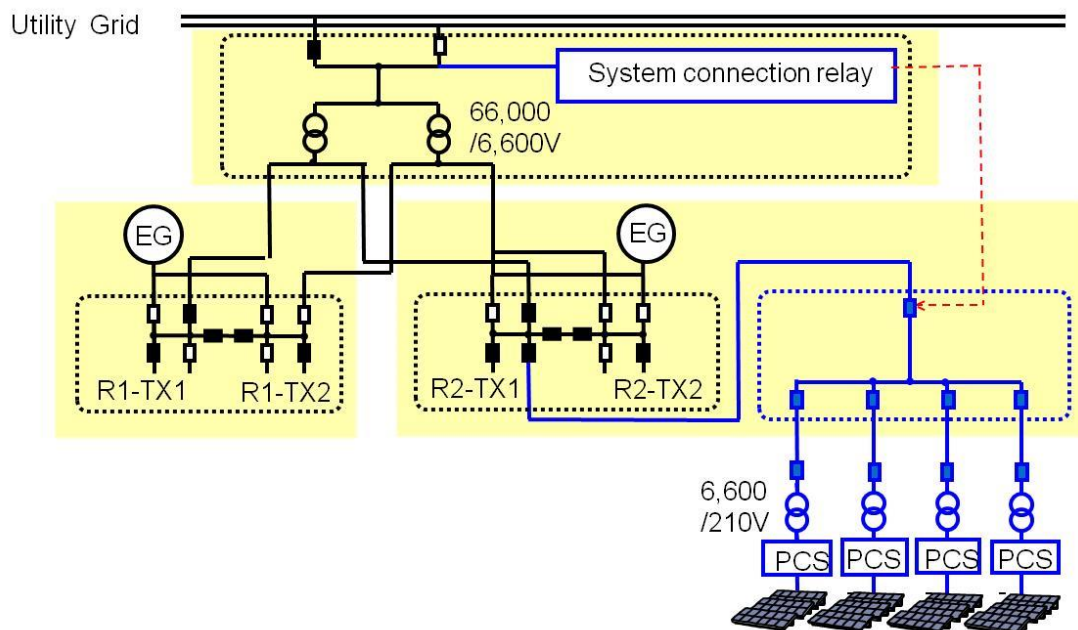 Utility Grid
System connection relay
66,000
/6,600V
EG
EG
R1-TX1
R1-TX2
R2-TX1
R2-TX2
6,600
/210V
PCS
PCS
PCS
PCS